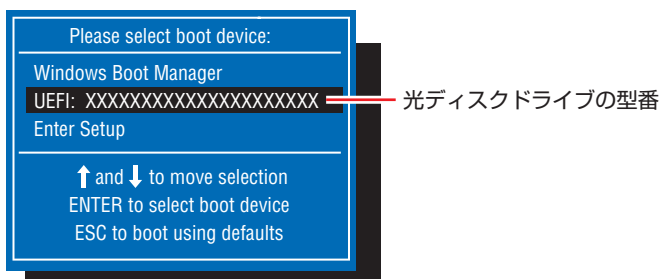 Please select boot device:
Windows Boot Manager
UEFI: XXXXXXXXXXXXXXXXXXXXX
光ディスクドライブの型番
Enter Setup
↑ and ↓ to move selection
ENTER to select boot device
ESC to boot using defaults